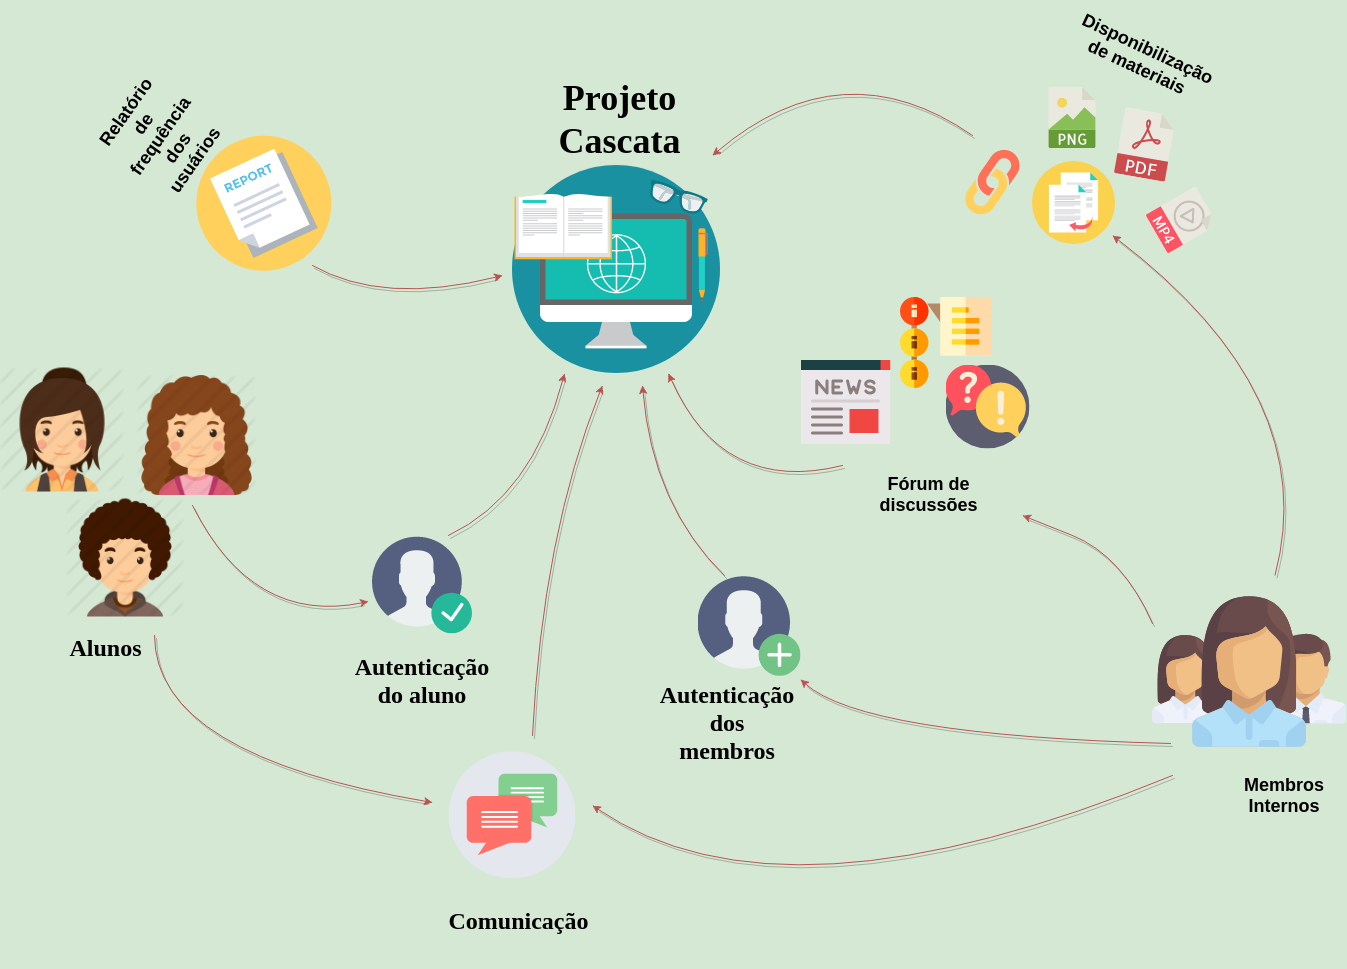 Disponibilização
de materiais
Projeto
Cascata
Relatório
de
frequência
dos
usuários
REPORT
PNG
PDF
MP4
NEWS
Fórum de
discussões
Alunos
Autenticação
do aluno
Autenticação
dos
membros
Membros
Internos
Comunicação